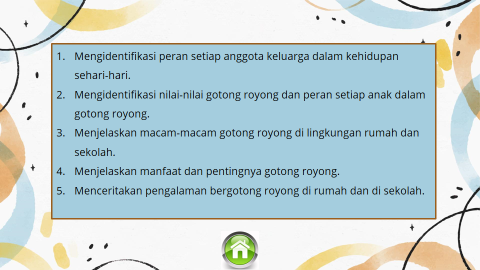 1. Mengidentifikasi peran setiap anggota keluarga dalam kehidupan
sehari-hari.
2. Mengidentifikasi nilai-nilai gotong royong dan peran setiap anak dalam
gotong royong.
3. Menjelaskan macam-macam gotong royong di lingkungan rumah dan
sekolah.
4. Menjelaskan manfaat dan pentingnya gotong royong.
5. Menceritakan pengalaman bergotong royong di rumah dan di sekolah.